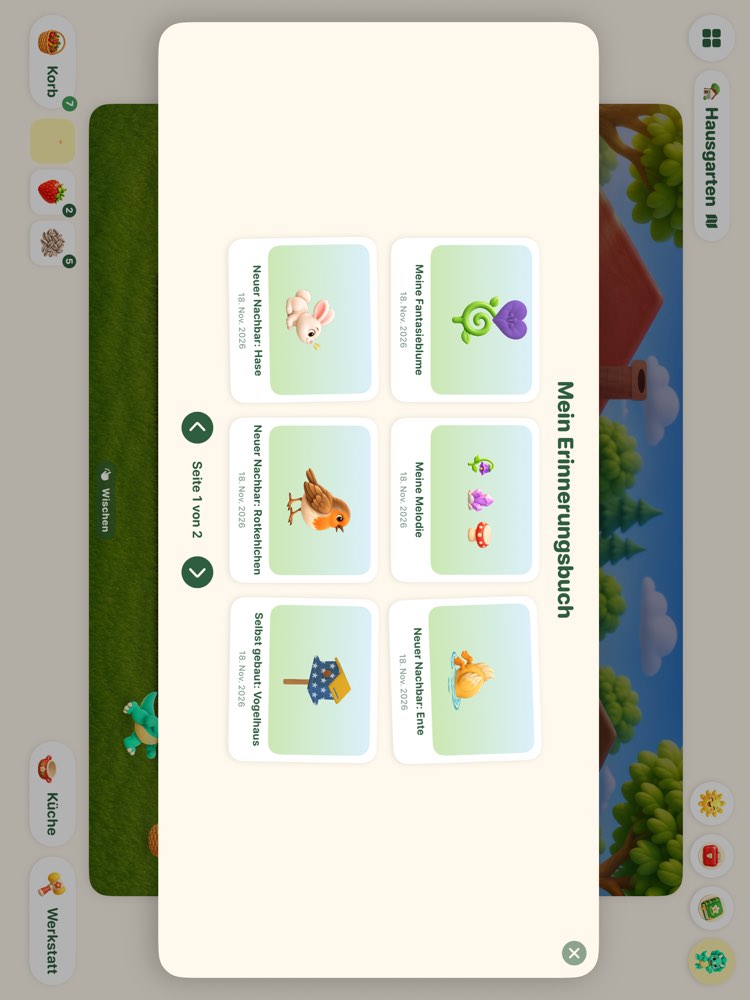 Hausgarten
Mein Erinnerungsbuch
Meine Fantasieblume
18. Nov. 2026
Meine Melodie
18. Nov. 2026
Neuer Nachbar: Ente
18. Nov. 2026
Neuer Nachbar: Hase
18. Nov. 2026
Neuer Nachbar: Rotkehlchen
18. Nov. 2026
Selbst gebaut: Vogelhaus
18. Nov. 2026
Seite 1 von 2
Wischen
Korb
7
2
5
Küche
Werkstatt